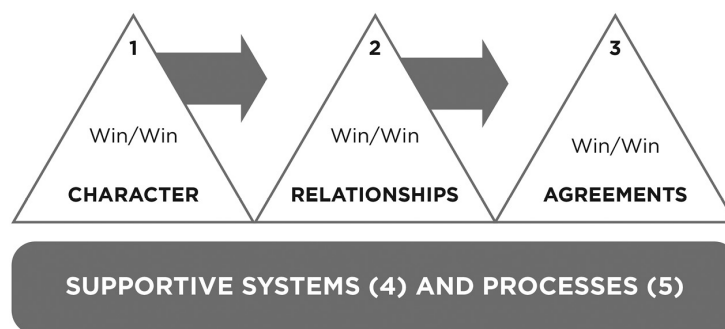 1
2
3
Win/Win
Win/Win
Win/Win
CHARACTER
RELATIONSHIPS
AGREEMENTS
SUPPORTIVE SYSTEMS (4) AND PROCESSES (5)